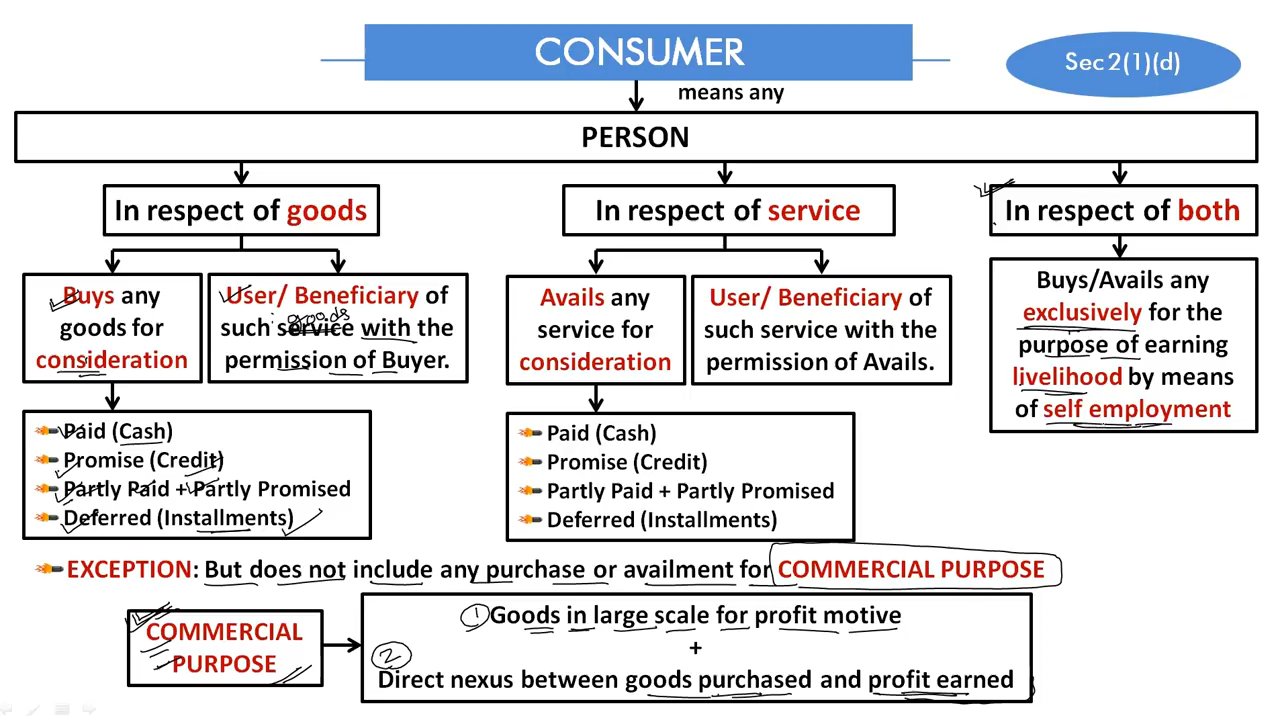 CONSUMER
Sec 2(1)(d)
means any
PERSON
In respect of goods
In respect of service
In respect of both
Buys any
goods for
consideration
User/ Beneficiary of
goods
such service with the
permission of Buyer.
Avails any
service for
consideration
User/ Beneficiary of
such service with the
permission of Avails.
Buys/Avails any
exclusively for the
purpose of earning
livelihood by means
of self employment
Paid (Cash)
Promise (Credit)
Partly Paid + Partly Promised
Deferred (Installments)
Paid (Cash)
Promise (Credit)
Partly Paid + Partly Promised
Deferred (Installments)
EXCEPTION: But does not include any purchase or availment for COMMERCIAL PURPOSE
COMMERCIAL
PURPOSE
1 Goods in large scale for profit motive
+
2
Direct nexus between goods purchased and profit earned